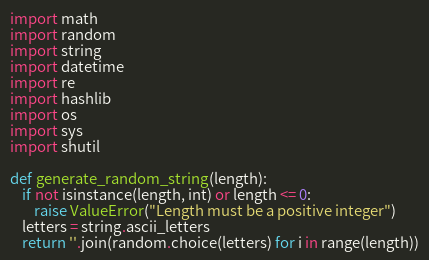 import math
import random
import string
import datetime
import re
import hashlib
import os
import sys
import shutil

def generate_random_string(length):
    if not isinstance(length, int) or length <= 0:
        raise ValueError("Length must be a positive integer")
    letters = string.ascii_letters
    return ''.join(random.choice(letters) for i in range(length))